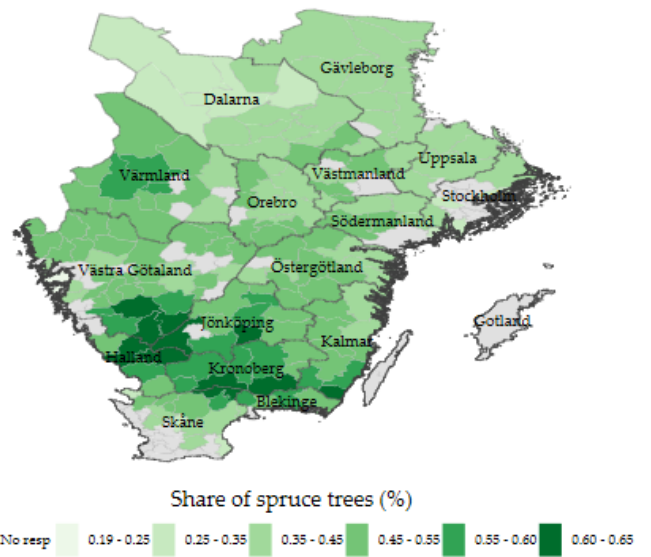 Gävleborg
Dalarna
Uppsala
Värmland
Västmanland
Stockholm
Orebro
Södermanland
Västra Götaland
Östergötland
Gotland
Jönköping
Kalmar
Halland
Kronoberg
Blekinge
Skåne
Share of spruce trees (%)
No resp 0.19 - 0.25 0.25 - 0.35 0.35 - 0.45 0.45 - 0.55 0.55 - 0.60 0.60 - 0.65